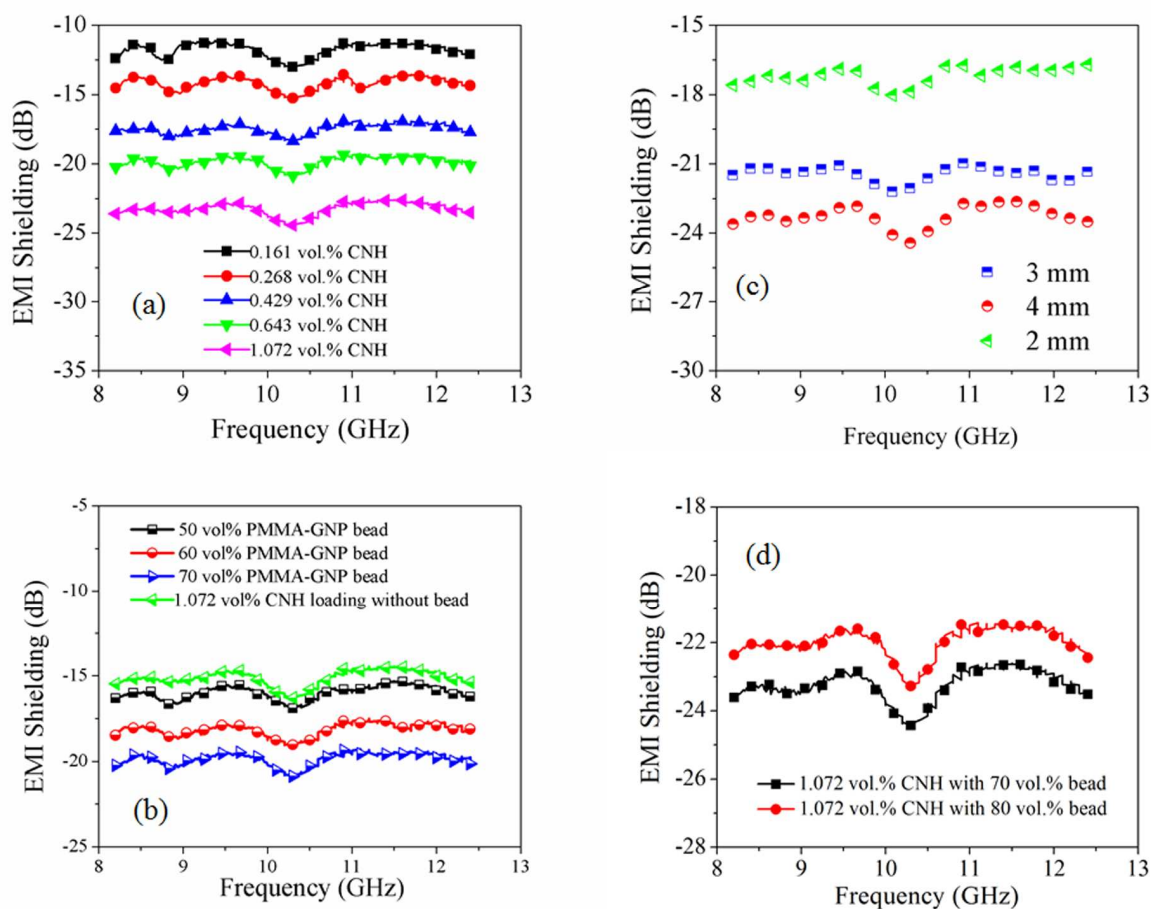 -10
-15
-20
-25
-30
-35
EMI Shielding (dB)
0.161 vol.% CNH
0.268 vol.% CNH
0.429 vol.% CNH
0.643 vol.% CNH
1.072 vol.% CNH
(a)
8 9 10 11 12 13
Frequency (GHz)
-15
-18
-21
-24
-27
-30
EMI Shielding (dB)
(c)
3 mm
4 mm
2 mm
8 9 10 11 12 13
Frequency (GHz)
-5
-10
-15
-20
-25
EMI Shielding (dB)
50 vol% PMMA-GNP bead
60 vol% PMMA-GNP bead
70 vol% PMMA-GNP bead
1.072 vol% CNH loading without bead
(b)
8 9 10 11 12 13
Frequency (GHz)
-18
-20
-22
-24
-26
-28
EMI Shielding (dB)
(d)
1.072 vol.% CNH with 70 vol.% bead
1.072 vol.% CNH with 80 vol.% bead
8 9 10 11 12 13
Frequency (GHz)